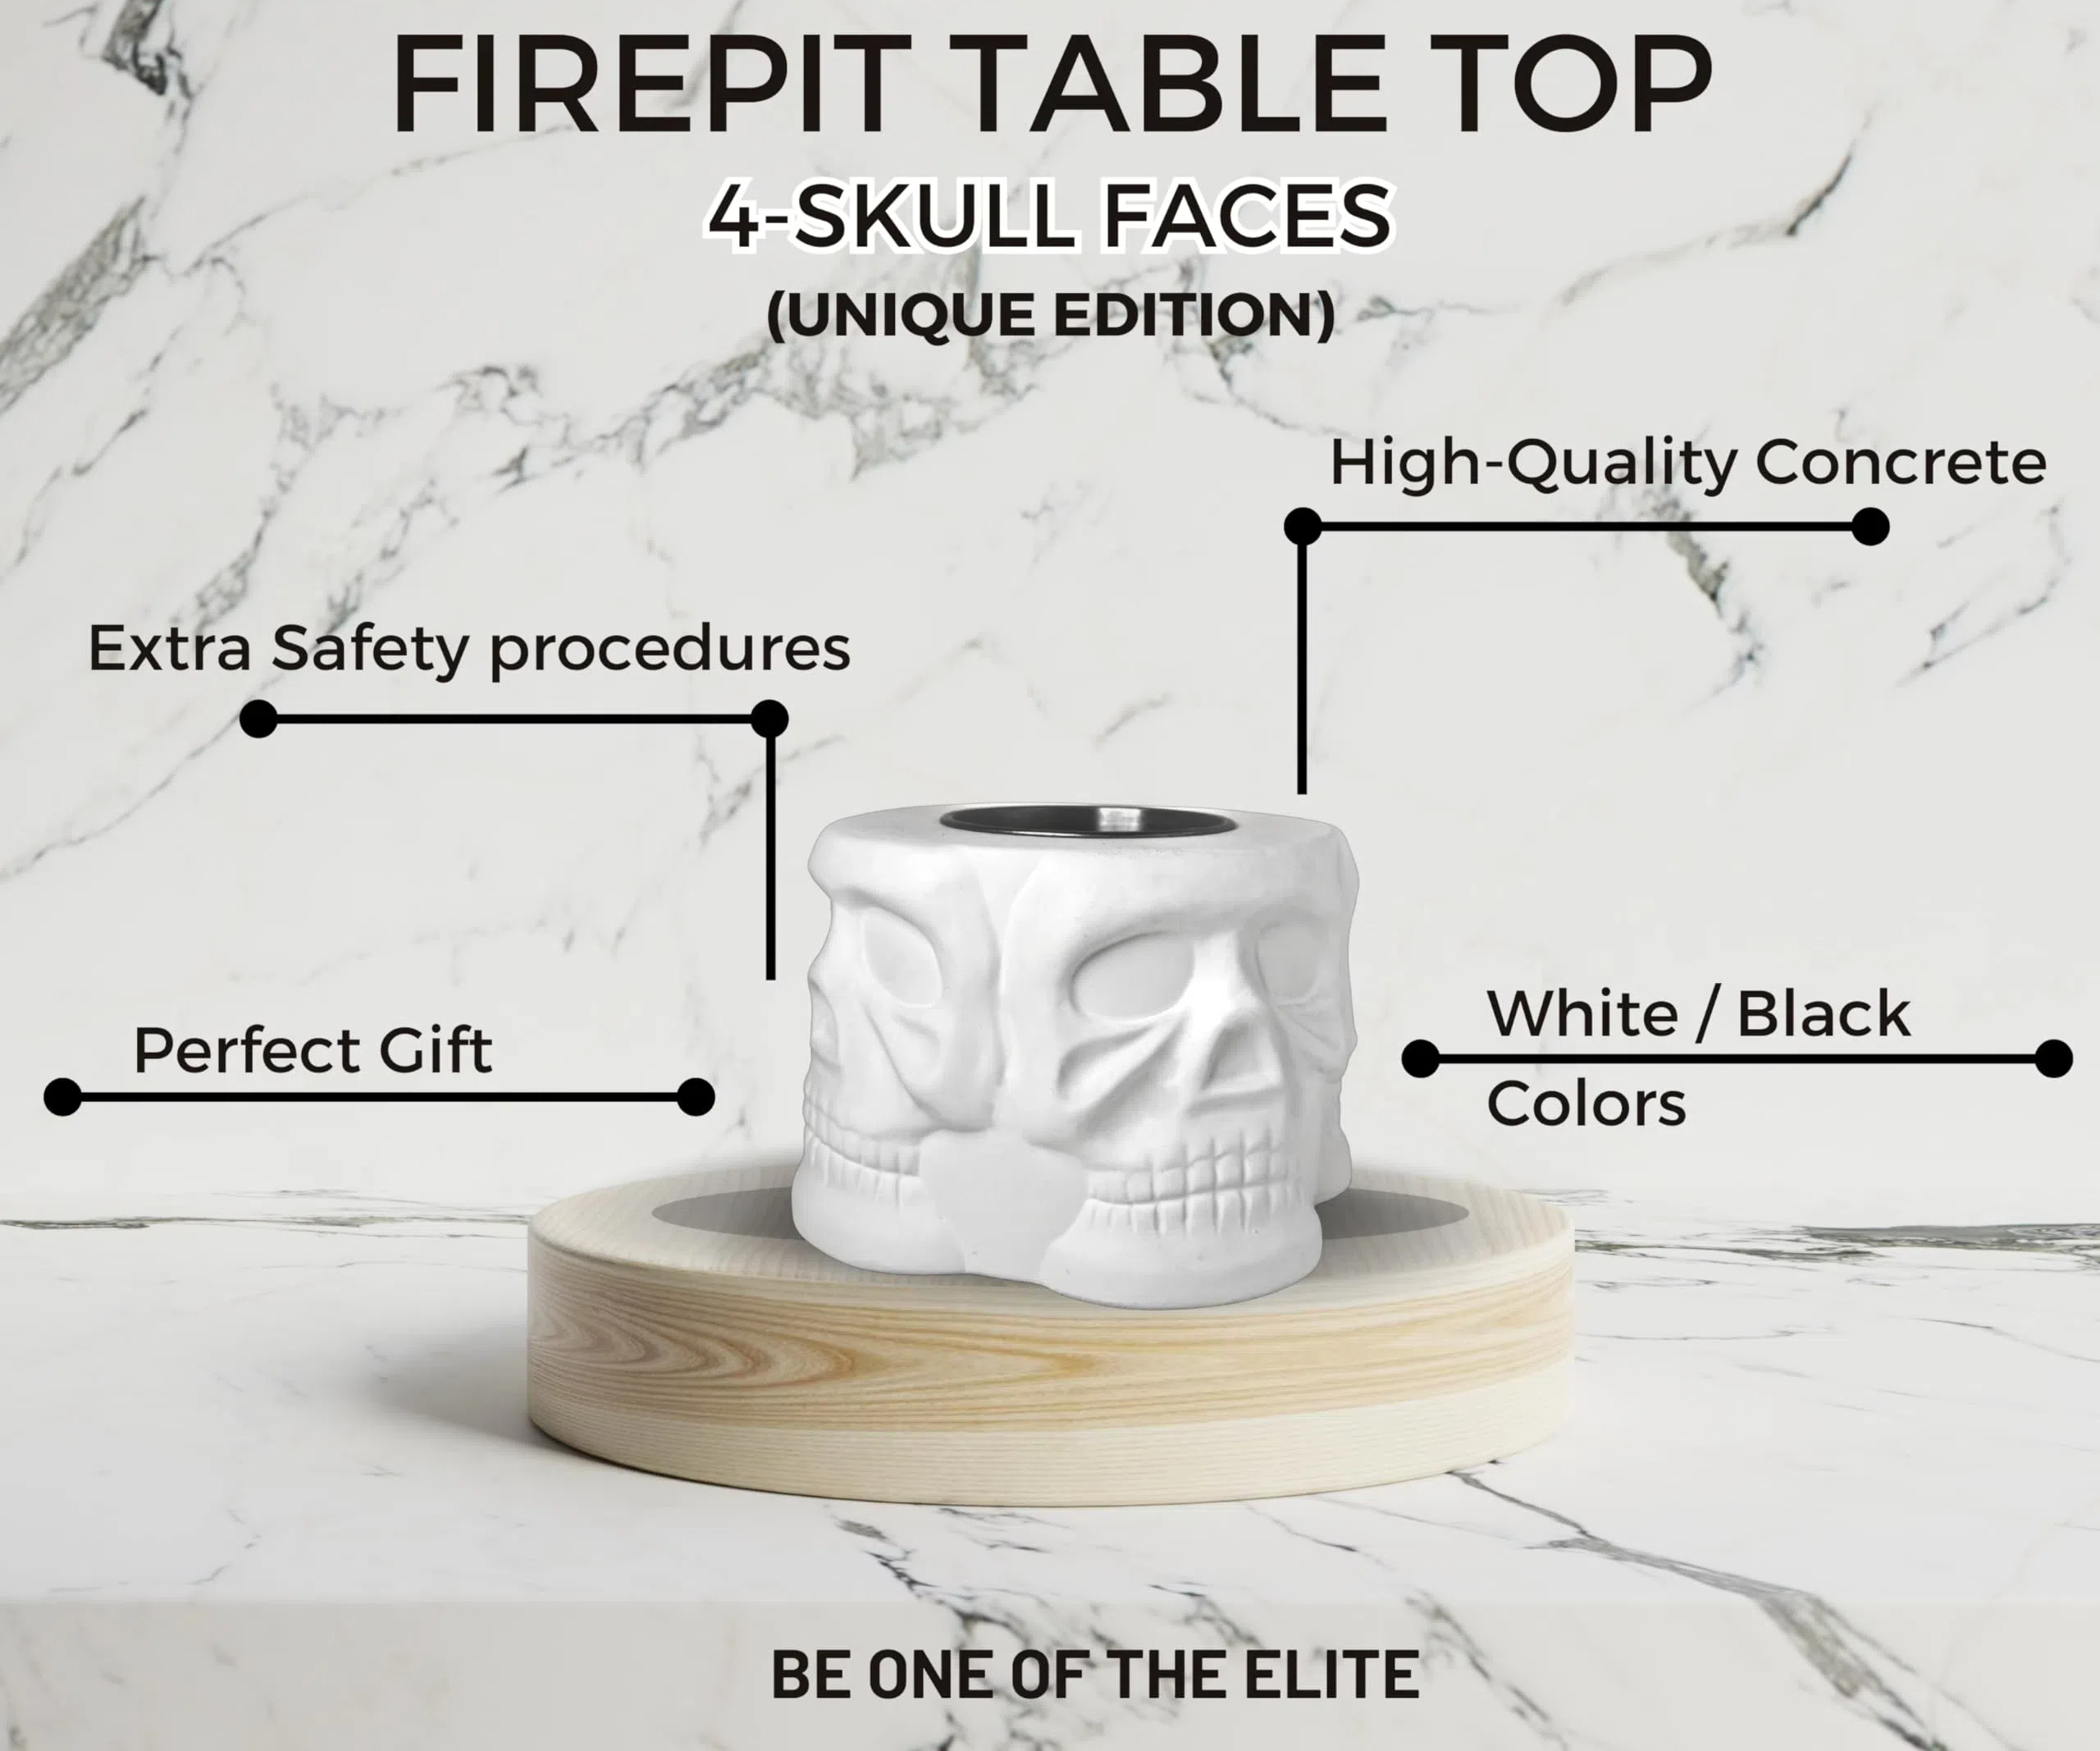 FIREPIT TABLE TOP
4-SKULL FACES
(UNIQUE EDITION)
High-Quality Concrete
Extra Safety procedures
White / Black
Colors
Perfect Gift
BE ONE OF THE ELITE